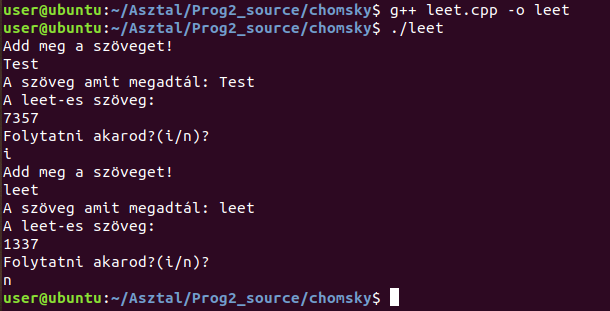 user@ubuntu:~/Asztal/Prog2_source/chomsky$ g++ leet.cpp -o leet
user@ubuntu:~/Asztal/Prog2_source/chomsky$ ./leet
Add meg a szöveget!
Test
A szöveg amit megadtál: Test
A leet-es szöveg:
7357
Folytatni akarod?(i/n)?
i
Add meg a szöveget!
leet
A szöveg amit megadtál: leet
A leet-es szöveg:
1337
Folytatni akarod?(i/n)?
n
user@ubuntu:~/Asztal/Prog2_source/chomsky$